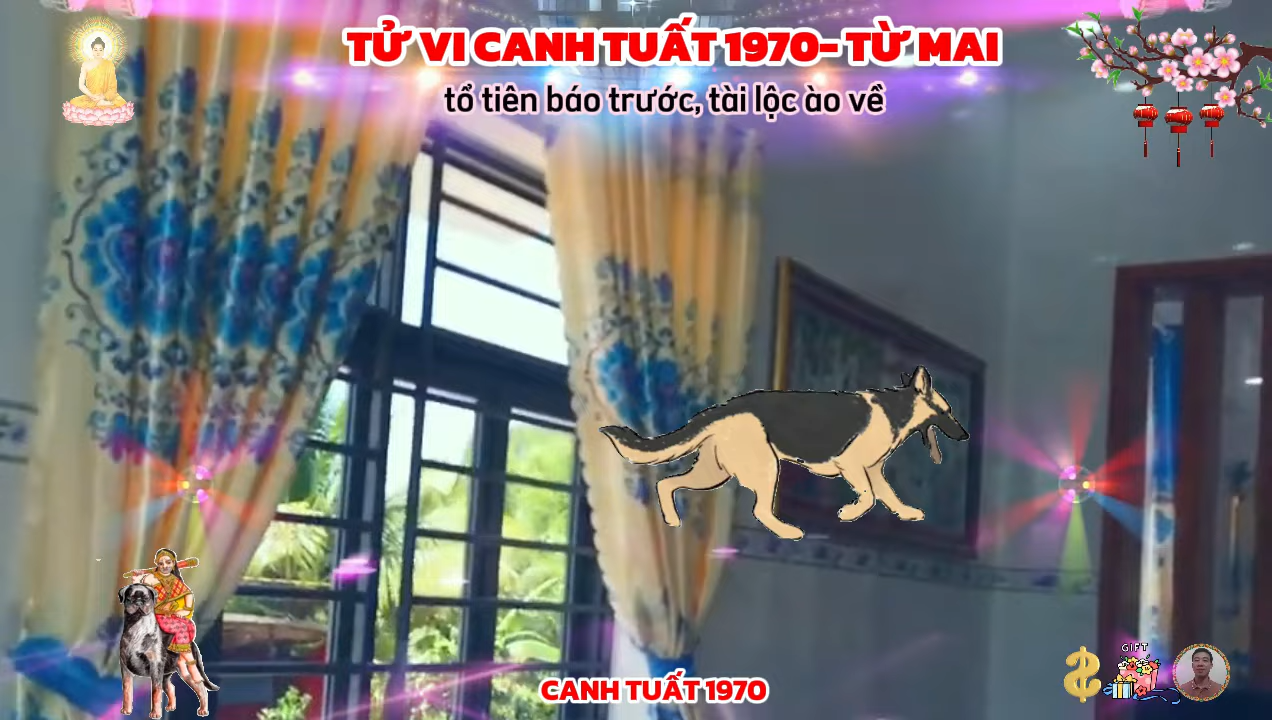 TỬ VI CANH TUẤT 1970- TỪ MAI
tổ tiên báo trước, tài lộc ào về
GIFT
CANH TUẤT 1970